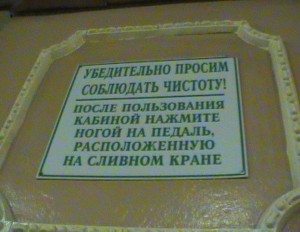 УБЕДИТЕЛЬНО ПРОСИМ
СОБЛЮДАТЬ ЧИСТОТУ!
ПОСЛЕ ПОЛЬЗОВАНИЯ
КАБИНОЙ НАЖМИТЕ
НОГОЙ НА ПЕДАЛЬ,
РАСПОЛОЖЕННУЮ
НА СЛИВНОМ КРАНЕ